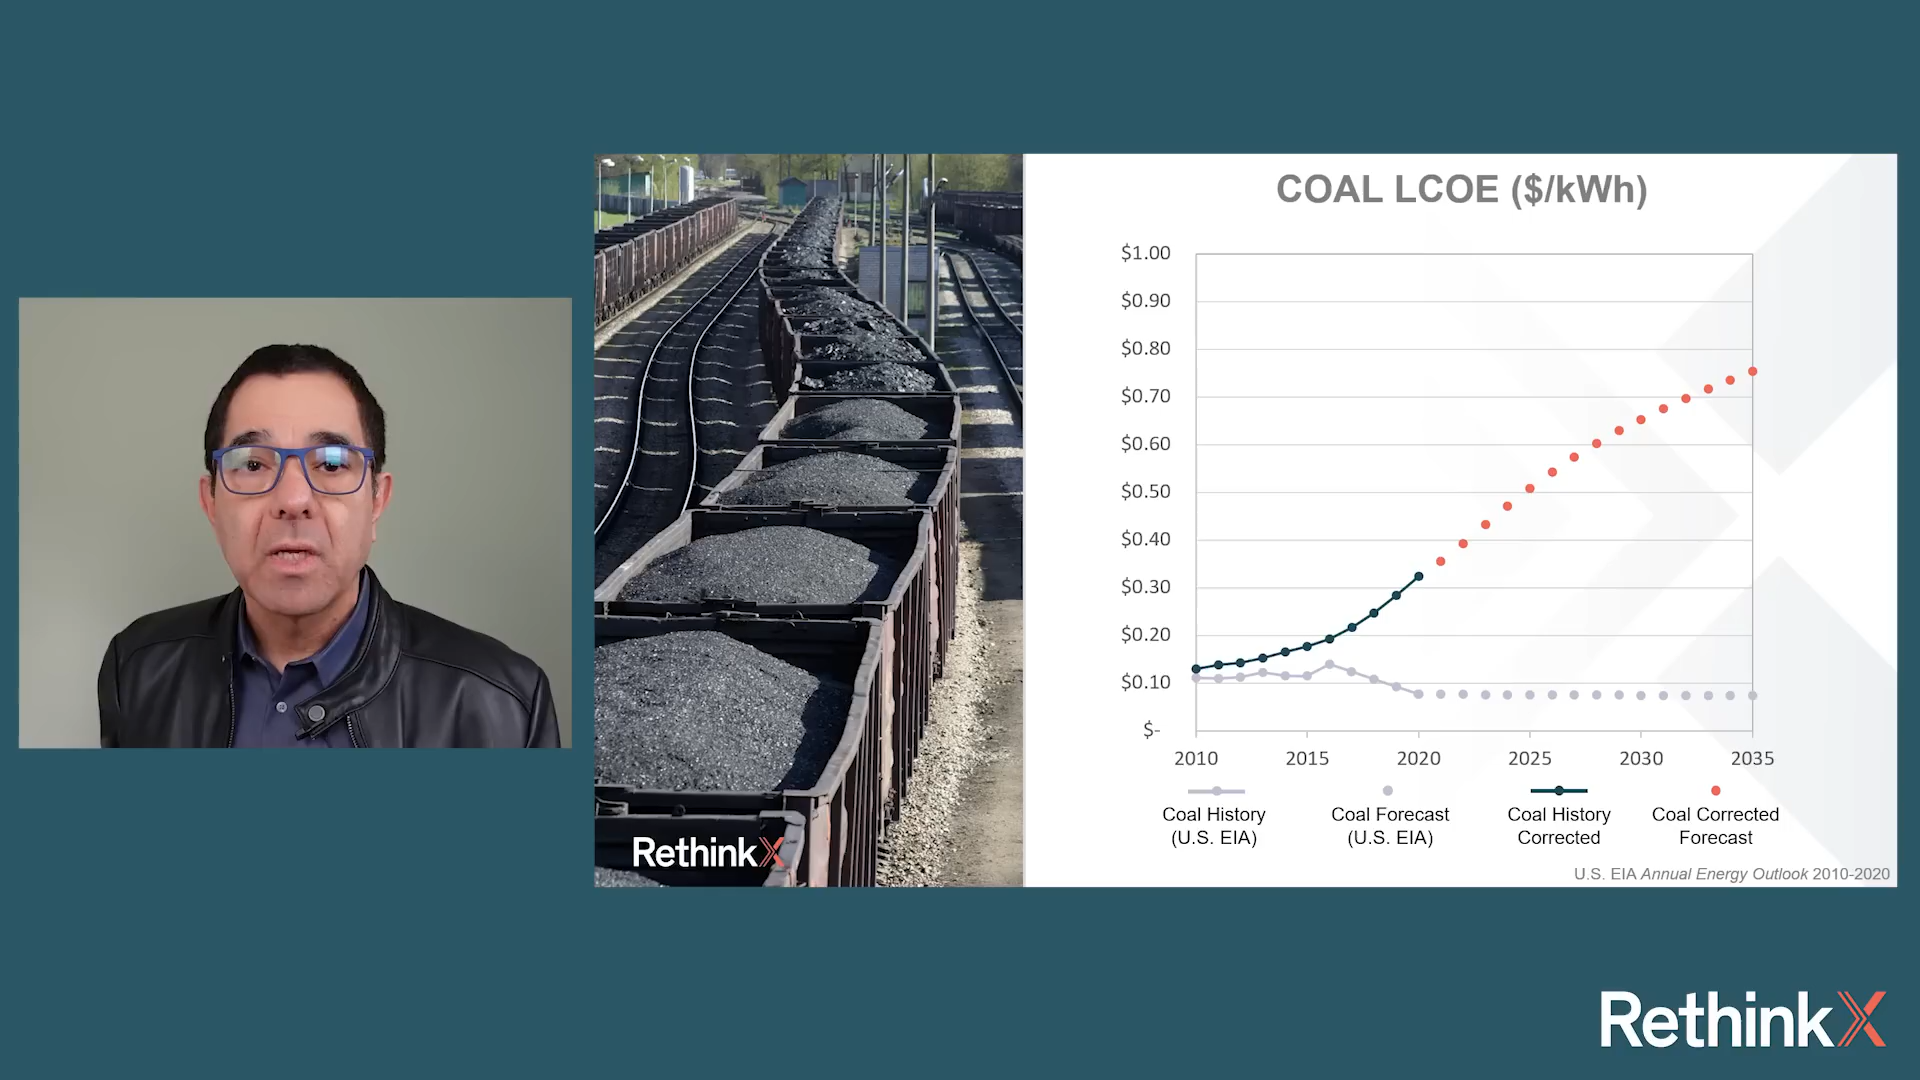 COAL LCOE ($/kWh)
$1.00
$0.90
$0.80
$0.70
$0.60
$0.50
$0.40
$0.30
$0.20
$0.10
$-
2010 2015 2020 2025 2030 2035
Coal History
(U.S. EIA)
Coal Forecast
(U.S. EIA)
Coal History
Corrected
Coal Corrected
Forecast
U.S. EIA Annual Energy Outlook 2010-2020
RethinkX
RethinkX